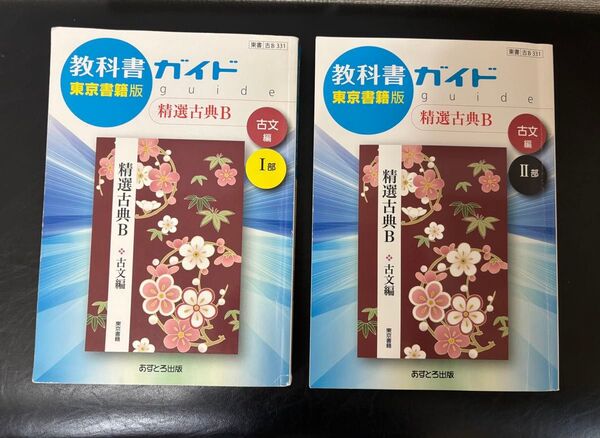 東書 古B 331
教科書ガイド
東京書籍版
guide
精選古典B
古文
編
I部
精選古典B
古文編
東京書籍
あすとろ出版
東書 古B 331
教科書ガイド
東京書籍版
guide
精選古典B
古文
編
II部
精選古典B
古文編
東京書籍
あすとろ出版